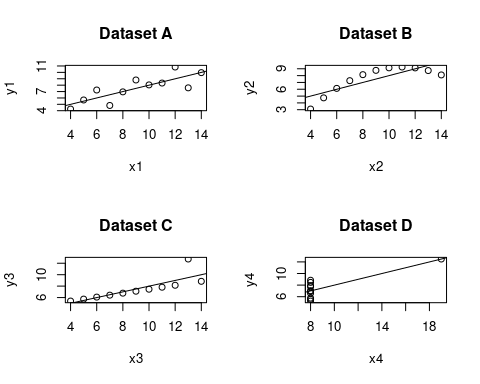 Dataset A
y1
11
7
4
4 6 8 10 12 14
x1
Dataset B
y2
9
6
3
4 6 8 10 12 14
x2
Dataset C
y3
10
6
4 6 8 10 12 14
x3
Dataset D
y4
10
6
8 10 14 18
x4